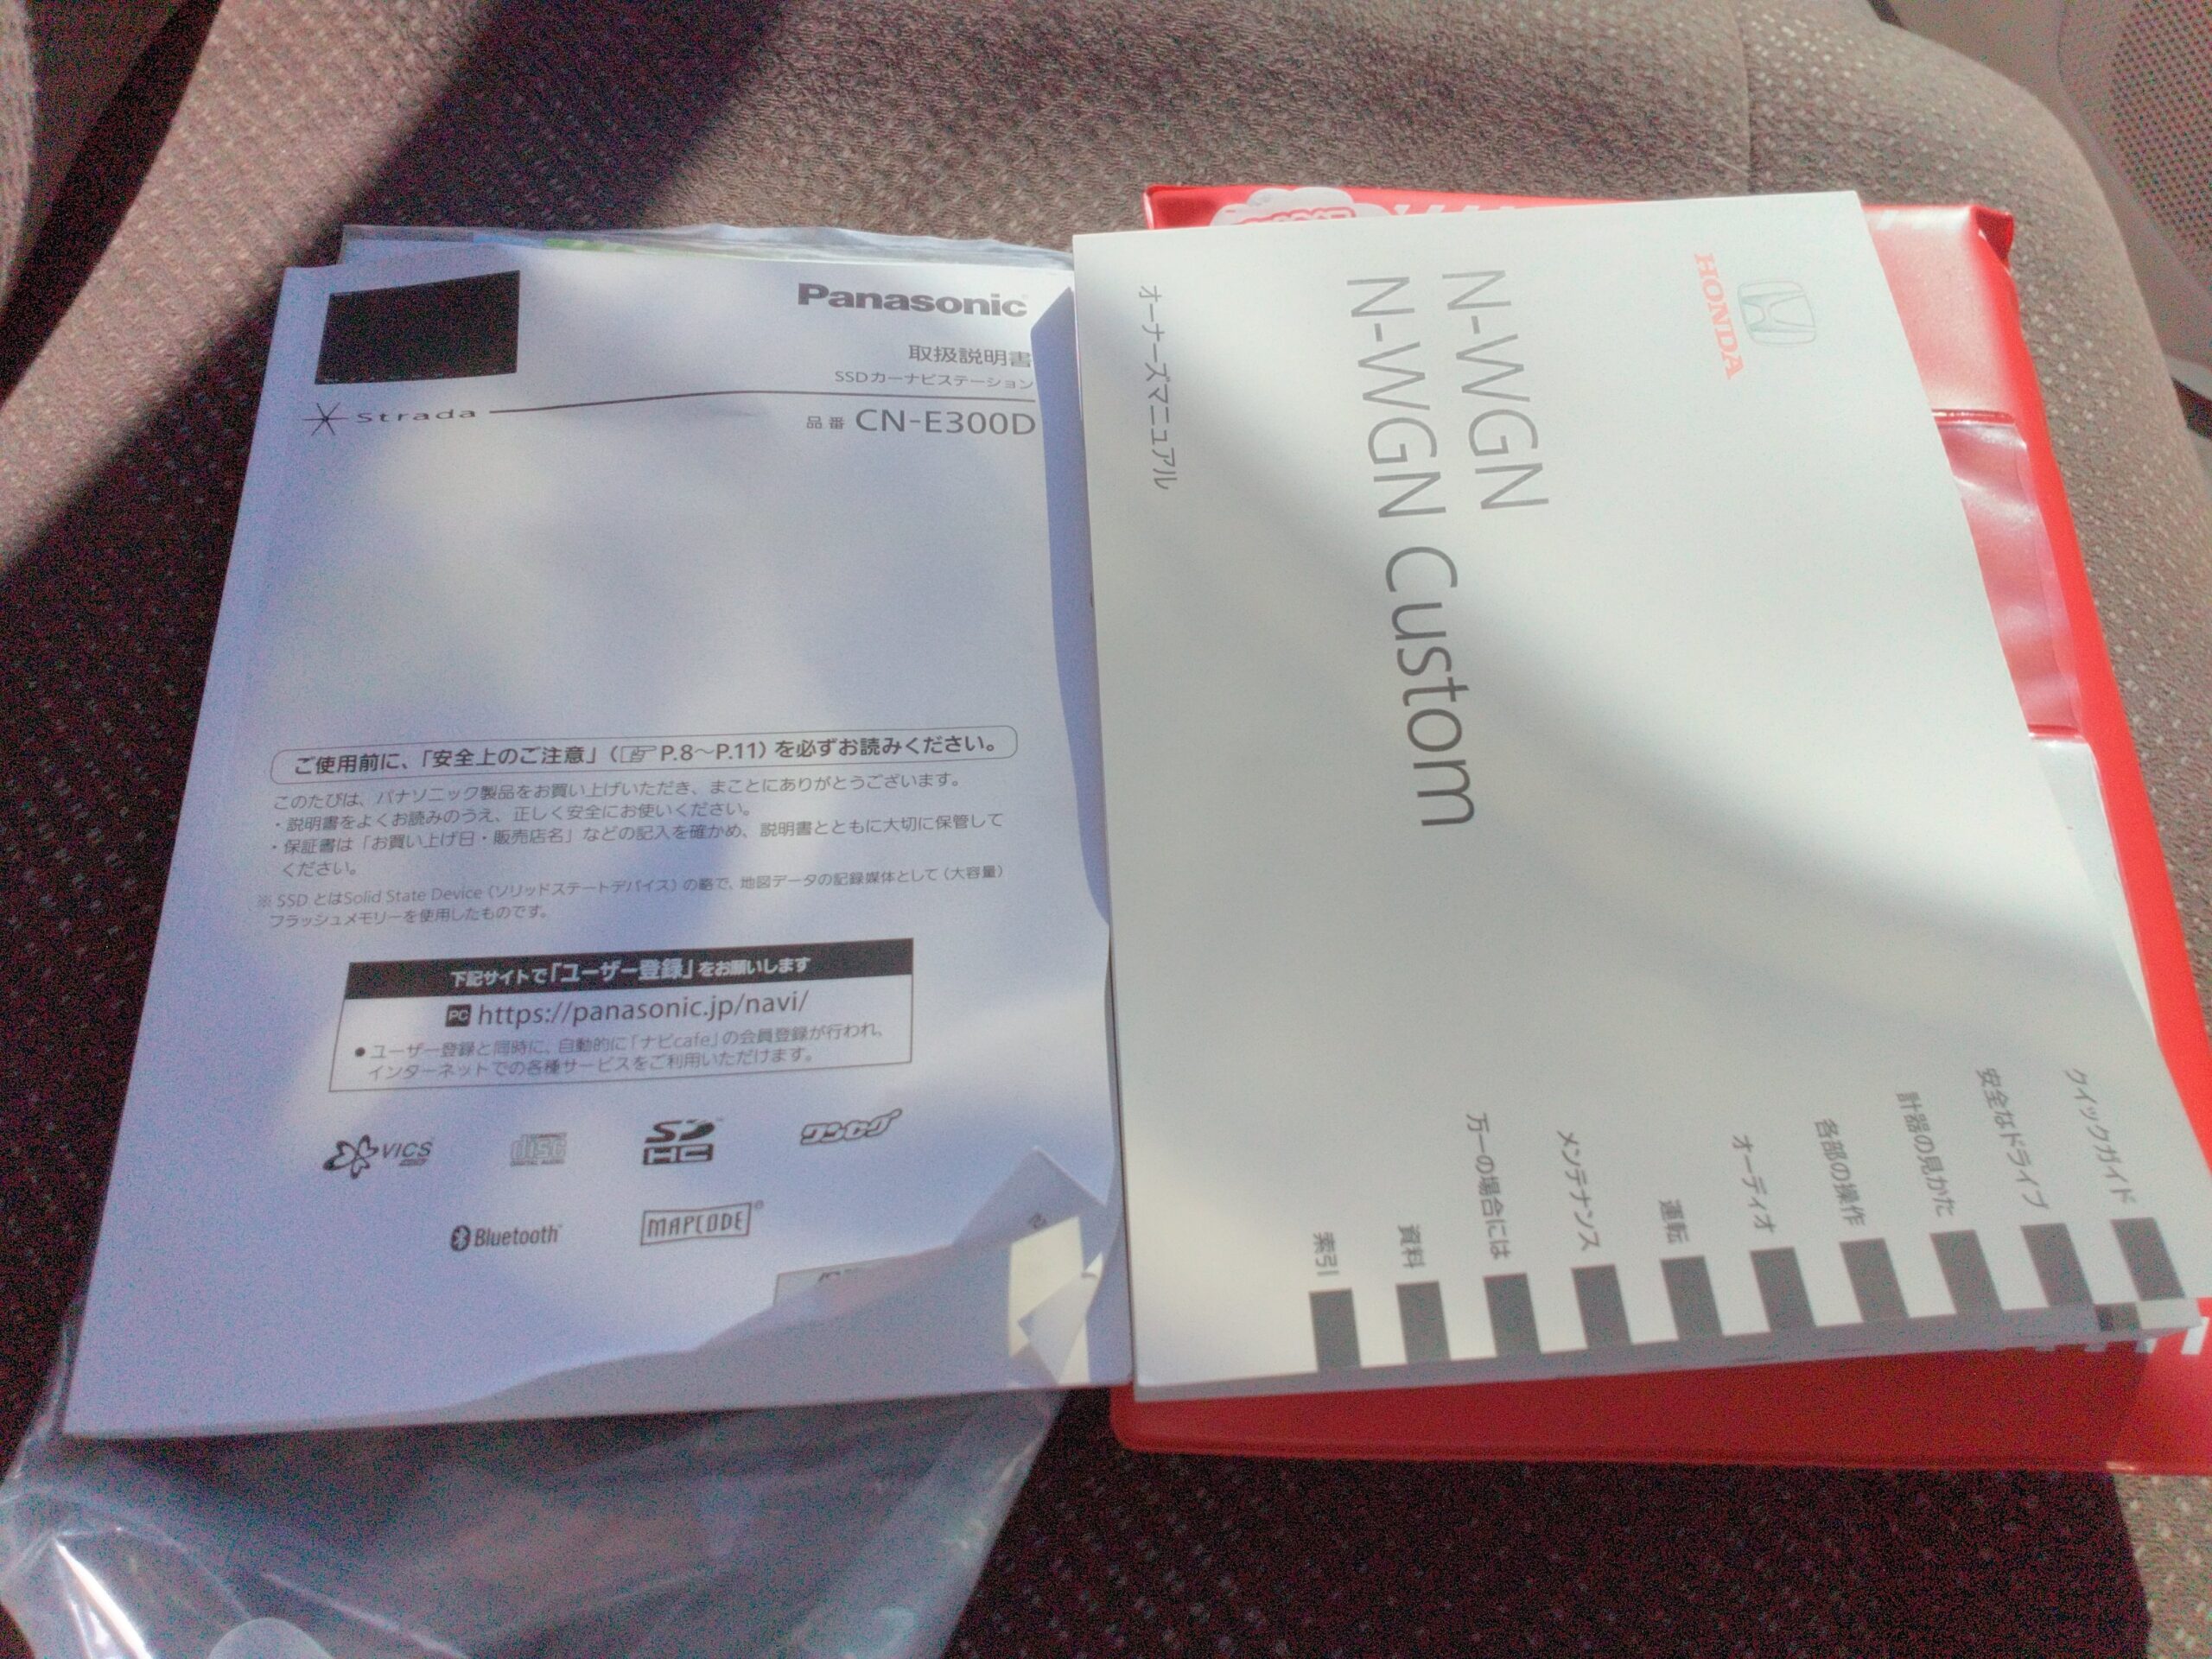 Panasonic
取扱説明書
SSDカーナビステーション
Strada
品番 CN-E300D
ご使用前に、「安全上のご注意」(P.8〜P.11)を必ずお読みください。
このたびは、パナソニック製品をお買い上げいただき、まことにありがとうございます。
・説明書をよくお読みのうえ、正しく安全にお使いください。
・保証書は「お買い上げ日・販売店名」などの記入を確かめ、説明書とともに大切に保管して
ください。
※ SSD とはSolid State Device(ソリッドステートデバイス)の略で、地図データの記録媒体として(大容量)
フラッシュメモリーを使用したものです。
下記サイトで「ユーザー登録」をお願いします
PC https://panasonic.jp/navi/
●ユーザー登録と同時に、自動的に「ナビcafe」の会員登録が行われ、
インターネットでの各種サービスをご利用いただけます。
VICS
disc
DIGITAL AUDIO
SD HC
ワンセグ
Bluetooth
MAPCODE
HONDA
N-WGN
N-WGN Custom
オーナーズマニュアル
クイックガイド
安全なドライブ
計器の見かた
各部の操作
オーディオ
運転
メンテナンス
万一の場合には
資料
索引